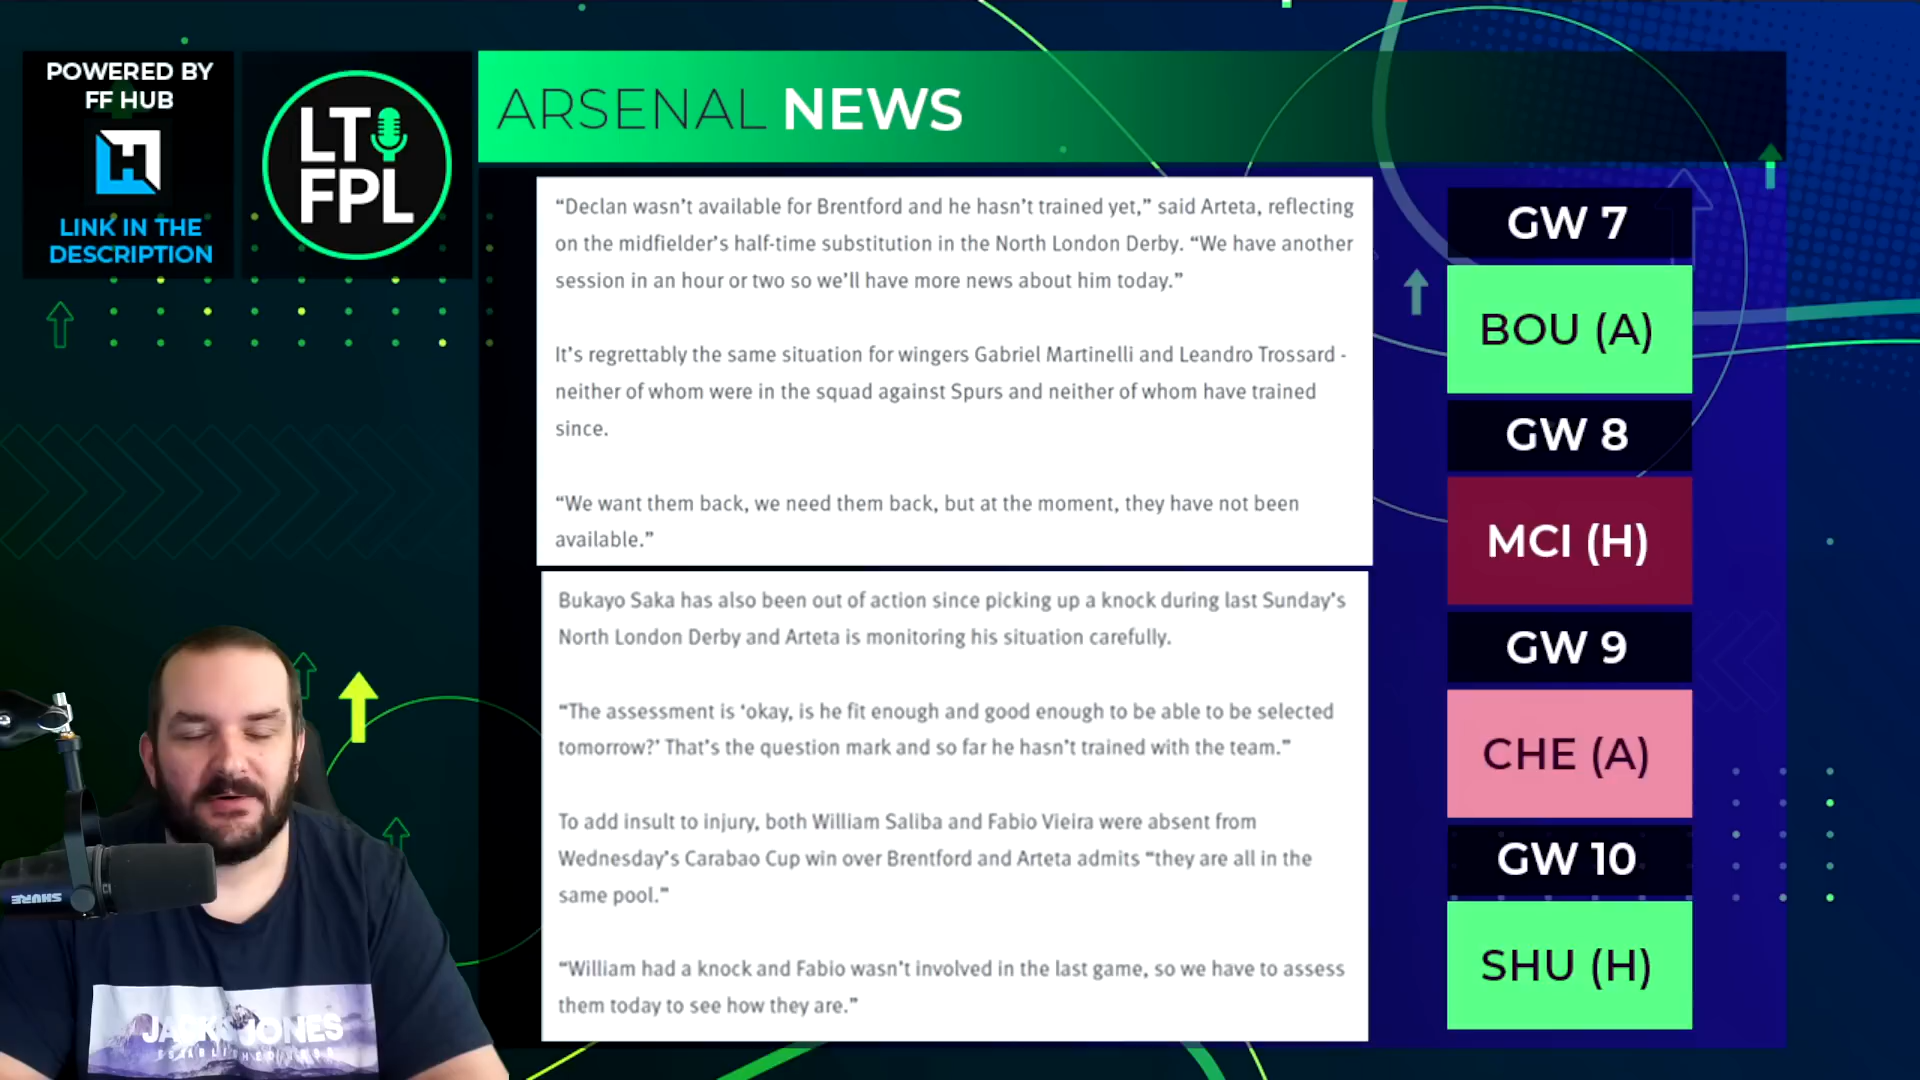 POWERED BY
FF HUB
LINK IN THE
DESCRIPTION
LT
FPL
ARSENAL NEWS
“Declan wasn’t available for Brentford and he hasn’t trained yet,” said Arteta, reflecting
on the midfielder’s half-time substitution in the North London Derby. “We have another
session in an hour or two so we’ll have more news about him today.”
It’s regrettably the same situation for wingers Gabriel Martinelli and Leandro Trossard -
neither of whom were in the squad against Spurs and neither of whom have trained
since.
“We want them back, we need them back, but at the moment, they have not been
available.”
Bukayo Saka has also been out of action since picking up a knock during last Sunday’s
North London Derby and Arteta is monitoring his situation carefully.
“The assessment is ‘okay, is he fit enough and good enough to be able to be selected
tomorrow?’ That’s the question mark and so far he hasn’t trained with the team.”
To add insult to injury, both William Saliba and Fabio Vieira were absent from
Wednesday’s Carabao Cup win over Brentford and Arteta admits “they are all in the
same pool.”
“William had a knock and Fabio wasn’t involved in the last game, so we have to assess
them today to see how they are.”
GW 7
BOU (A)
GW 8
MCI (H)
GW 9
CHE (A)
GW 10
SHU (H)
SHURE
JACK JONES